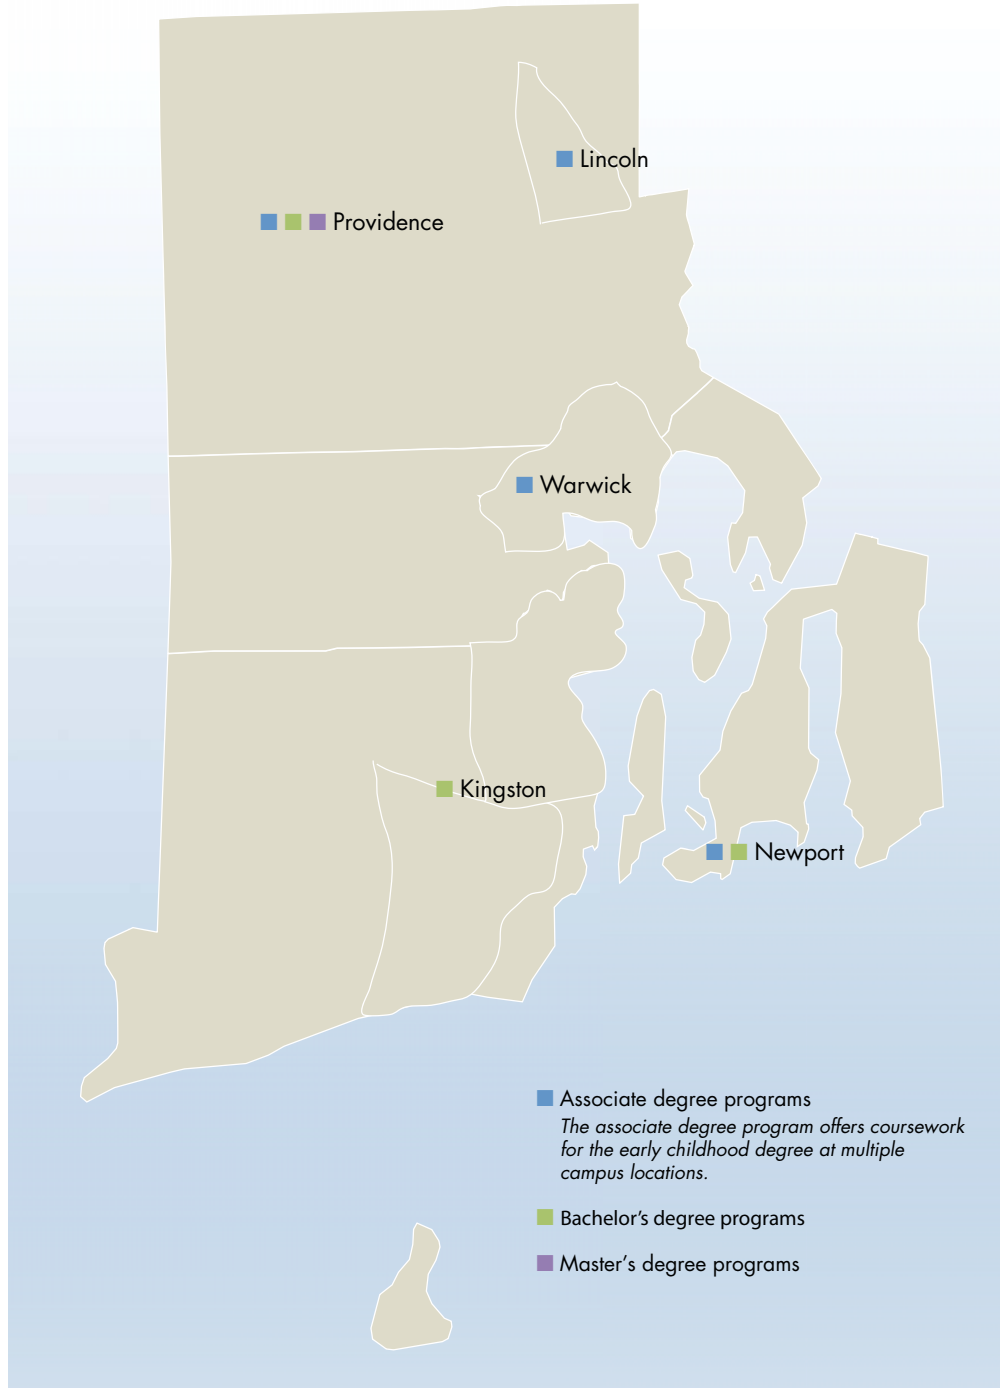 Lincoln
Providence
Warwick
Kingston
Newport
Associate degree programs
The associate degree program offers coursework
for the early childhood degree at multiple
campus locations.
Bachelor's degree programs
Master's degree programs